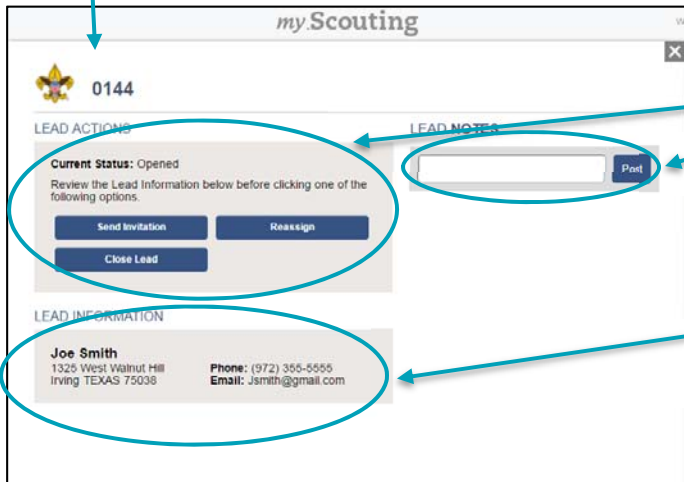 my.Scouting
0144
LEAD ACTIONS
Current Status: Opened
Review the Lead Information below before clicking one of the
following options.
Send Invitation
Reassign
Close Lead
LEAD NOTES
Post
LEAD INFORMATION
Joe Smith
1325 West Walnut Hill
Irving TEXAS 75038
Phone: (972) 355-5555
Email: Jsmith@gmail.com